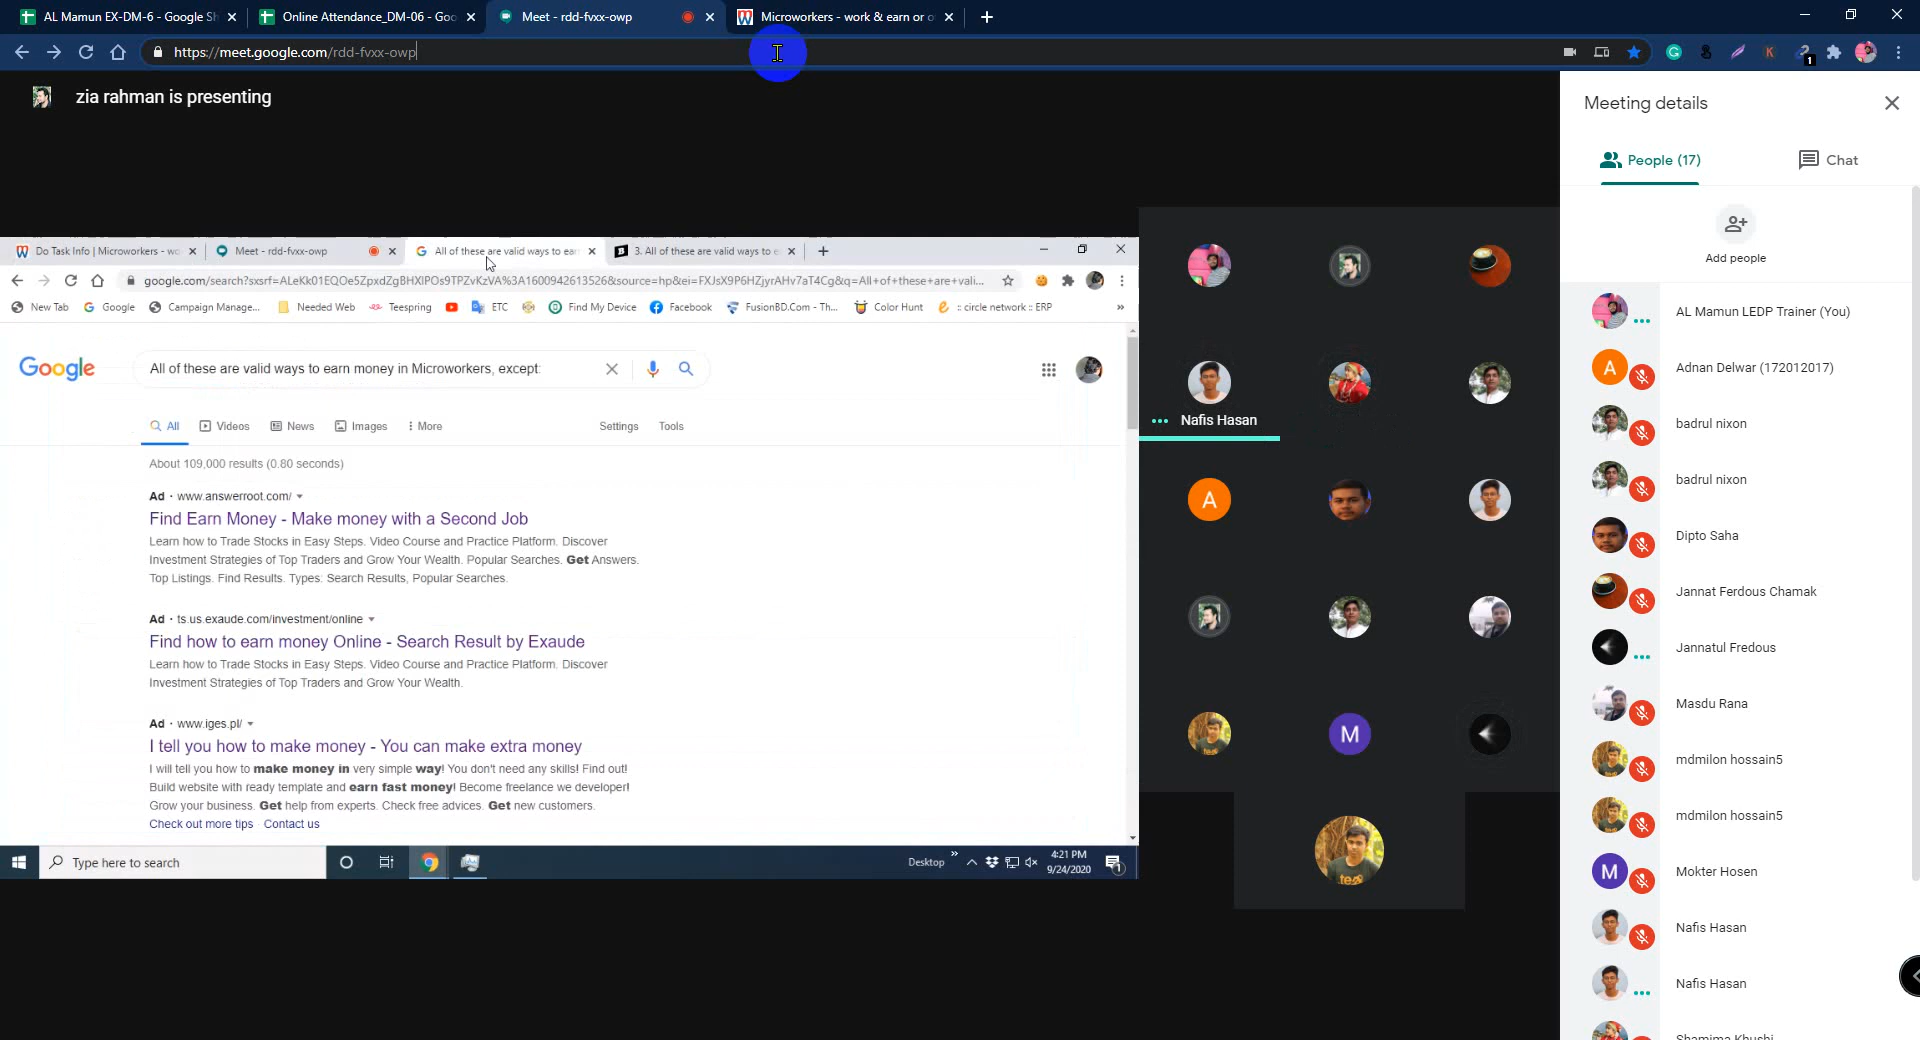 AL Mamun EX-DM-6 - Google Sh
Online Attendance_DM-06 - Goo
Meet - rdd-fvxx-owp
Microworkers - work & earn or o
https://meet.google.com/rdd-fvxx-owp
1
zia rahman is presenting
Do Task Info | Microworkers - wo
Meet - rdd-fvxx-owp
All of these are valid ways to ear
3. All of these are valid ways to e
google.com/search?sxsrf=ALeKk01EQOe5ZpxdZgBHXlPOs9TPZvKzVA%3A1600942613526&source=hp&ei=FXJsX9P6HZjyrAHv7aT4Cg&q=All+of+these+are+vali...
New Tab
Google
Campaign Manage...
Needed Web
Teespring
ETC
Find My Device
Facebook
FusionBD.Com - Th...
Color Hunt
:: circle network :: ERP
»
Google
All of these are valid ways to earn money in Microworkers, except:
All
Videos
News
Images
More
Settings
Tools
About 109,000 results (0.80 seconds)
Ad · www.answerroot.com/
Find Earn Money - Make money with a Second Job
Learn how to Trade Stocks in Easy Steps. Video Course and Practice Platform. Discover
Investment Strategies of Top Traders and Grow Your Wealth. Popular Searches. Get Answers.
Top Listings. Find Results. Types: Search Results, Popular Searches.
Ad · ts.us.exaude.com/investment/online
Find how to earn money Online - Search Result by Exaude
Learn how to Trade Stocks in Easy Steps. Video Course and Practice Platform. Discover
Investment Strategies of Top Traders and Grow Your Wealth.
Ad · www.iges.pl/
I tell you how to make money - You can make extra money
I will tell you how to make money in very simple way! You don't need any skills! Find out!
Build website with ready template and earn fast money! Become freelance we developer!
Grow your business. Get help from experts. Check free advices. Get new customers.
Check out more tips · Contact us
Type here to search
Desktop
»
4:21 PM
9/24/2020
1
Nafis Hasan
A
M
Meeting details
People (17)
Chat
Add people
AL Mamun LEDP Trainer (You)
A
Adnan Delwar (172012017)
badrul nixon
badrul nixon
Dipto Saha
Jannat Ferdous Chamak
Jannatul Fredous
Masdu Rana
mdmilon hossain5
mdmilon hossain5
M
Mokter Hosen
Nafis Hasan
Nafis Hasan
Shamima Khushi